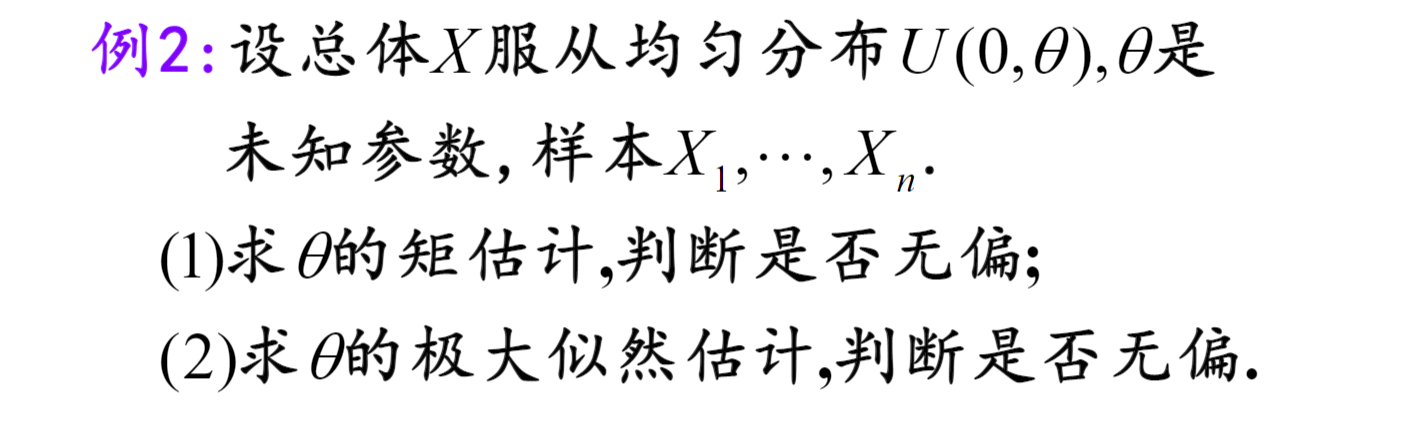 例2:设总体X服从均匀分布U(0,θ),θ是
未知参数,样本X₁,⋯,Xₙ.
(1)求θ的矩估计,判断是否无偏;
(2)求θ的极大似然估计,判断是否无偏.